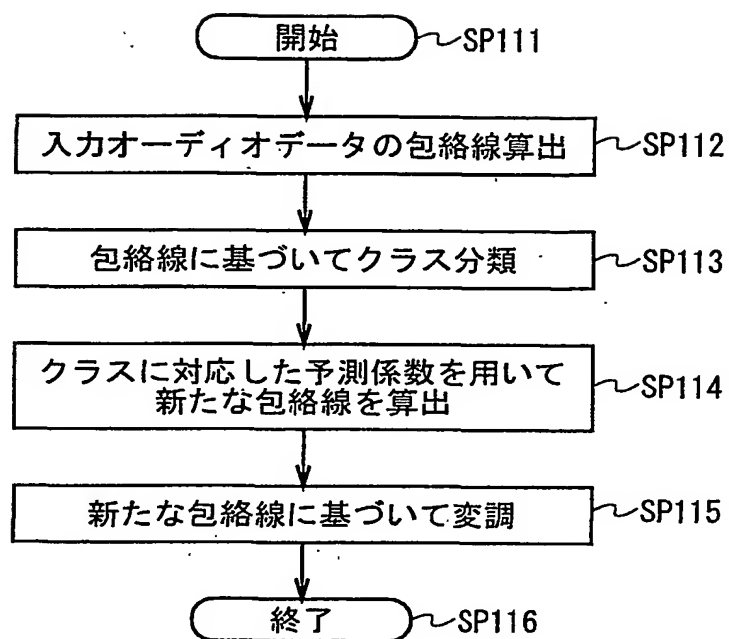 開始 SP111
入力オーディオデータの包絡線算出 SP112
包絡線に基づいてクラス分類 SP113
クラスに対応した予測係数を用いて
新たな包絡線を算出 SP114
新たな包絡線に基づいて変調 SP115
終了 SP116